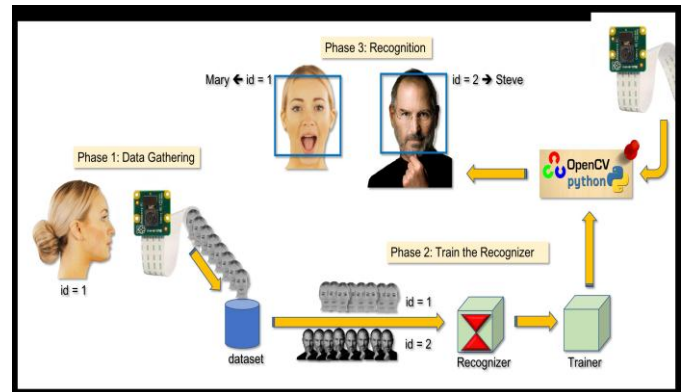 Phase 3: Recognition
Mary ← id = 1
id = 2 → Steve
Phase 1: Data Gathering
OpenCV
python
id = 1
Phase 2: Train the Recognizer
id = 1
id = 2
dataset
Recognizer
Trainer